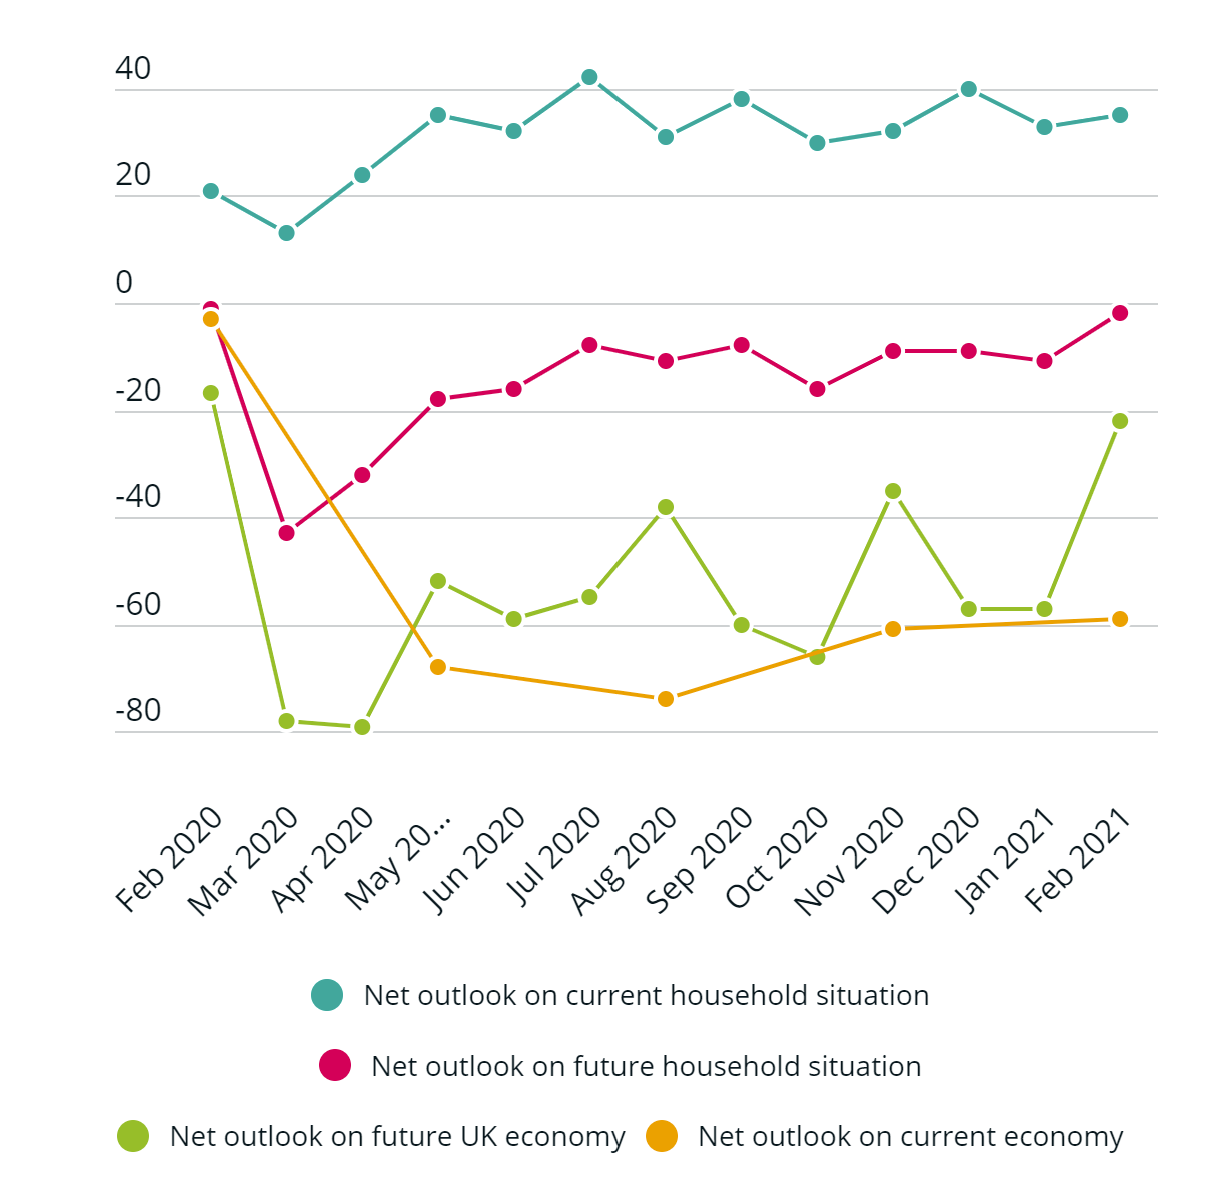 40
20
0
-20
-40
-60
-80
Feb 2020
Mar 2020
Apr 2020
May 20...
Jun 2020
Jul 2020
Aug 2020
Sep 2020
Oct 2020
Nov 2020
Dec 2020
Jan 2021
Feb 2021
Net outlook on current household situation
Net outlook on future household situation
Net outlook on future UK economy
Net outlook on current economy